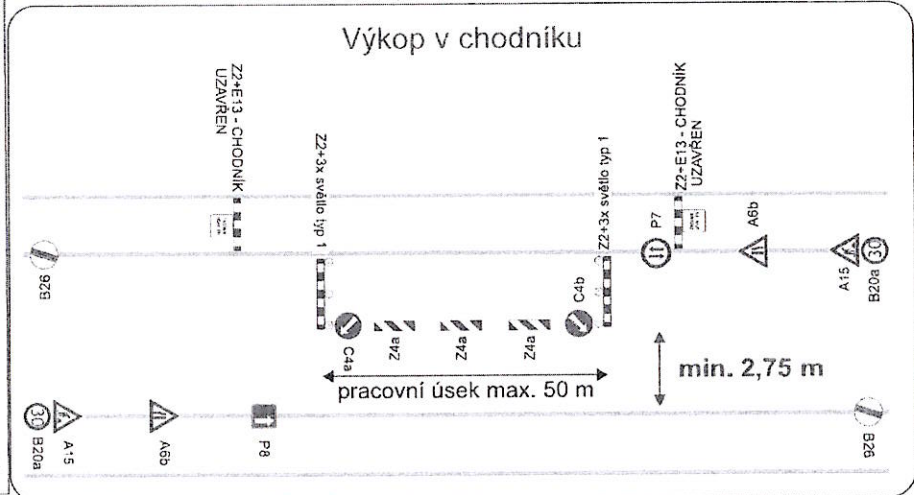 Výkop v chodníku
Z2+E13 - CHODNÍK
UZAVŘEN
Z2+3x světlo typ 1
Z2+3x světlo typ 1
Z2+E13 - CHODNÍK
UZAVŘEN
P7
A6b
A15
B20a
30
B26
C4a
Z4a
Z4a
Z4a
C4b
min. 2,75 m
pracovní úsek max. 50 m
30
B20a
A15
A6b
P8
B26